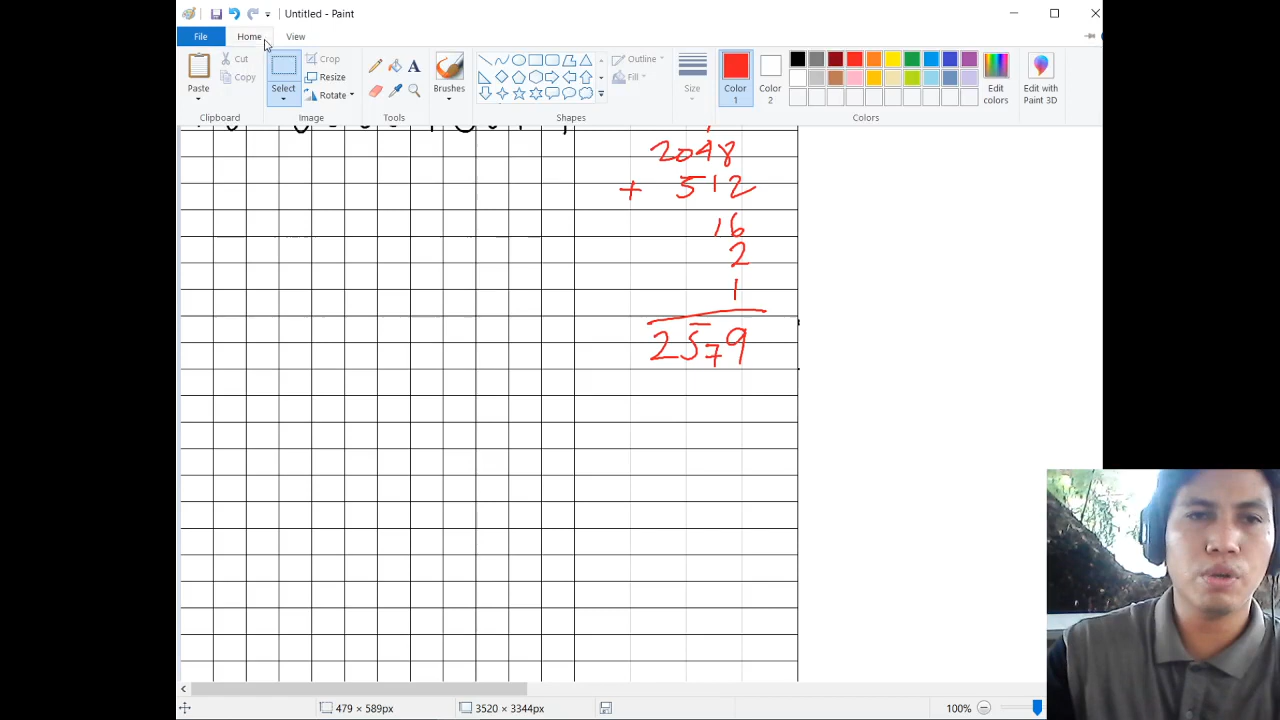 Untitled - Paint
File Home View
Cut
Copy
Paste
Clipboard
Select
Crop
Resize
Rotate
Image
A
Tools
Brushes
Shapes
Outline
Fill
Size
Color 1
Color 2
Edit colors
Colors
Edit with Paint 3D
2048
+ 512
16
2
1
2579
479 × 589px
3520 × 3344px
100%